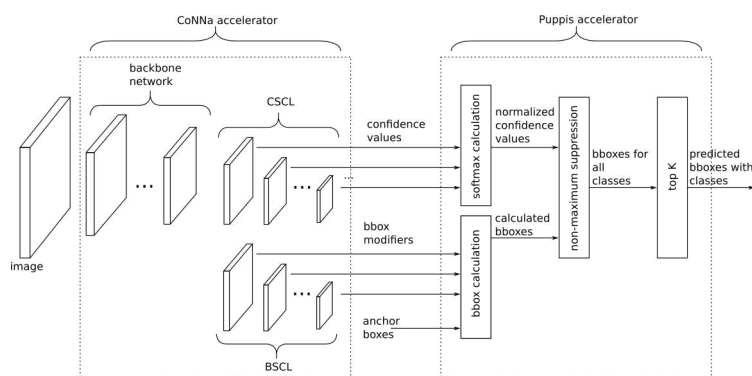 CoNNa accelerator
Puppis accelerator
backbone
network
CSCL
confidence
values
softmax calculation
normalized
confidence
values
non-maximum suppression
bboxes for
all
classes
top K
predicted
bboxes with
classes
...
...
...
image
bbox
modifiers
bbox calculation
calculated
bboxes
...
anchor
boxes
BSCL